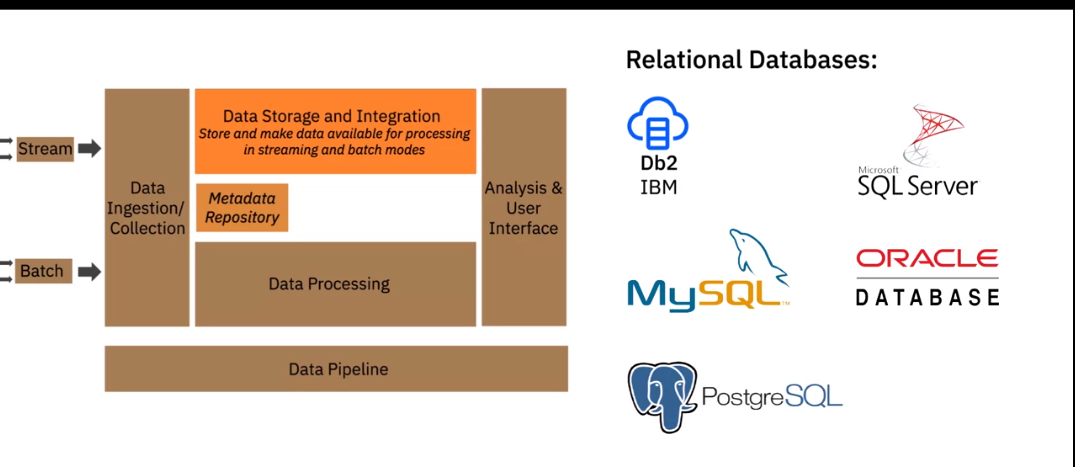 Relational Databases:
Stream
Batch
Data
Ingestion/
Collection
Data Storage and Integration
Store and make data available for processing
in streaming and batch modes
Metadata
Repository
Data Processing
Analysis &
User
Interface
Data Pipeline
Db2
IBM
Microsoft
SQL Server
MySQL™
ORACLE
DATABASE
PostgreSQL